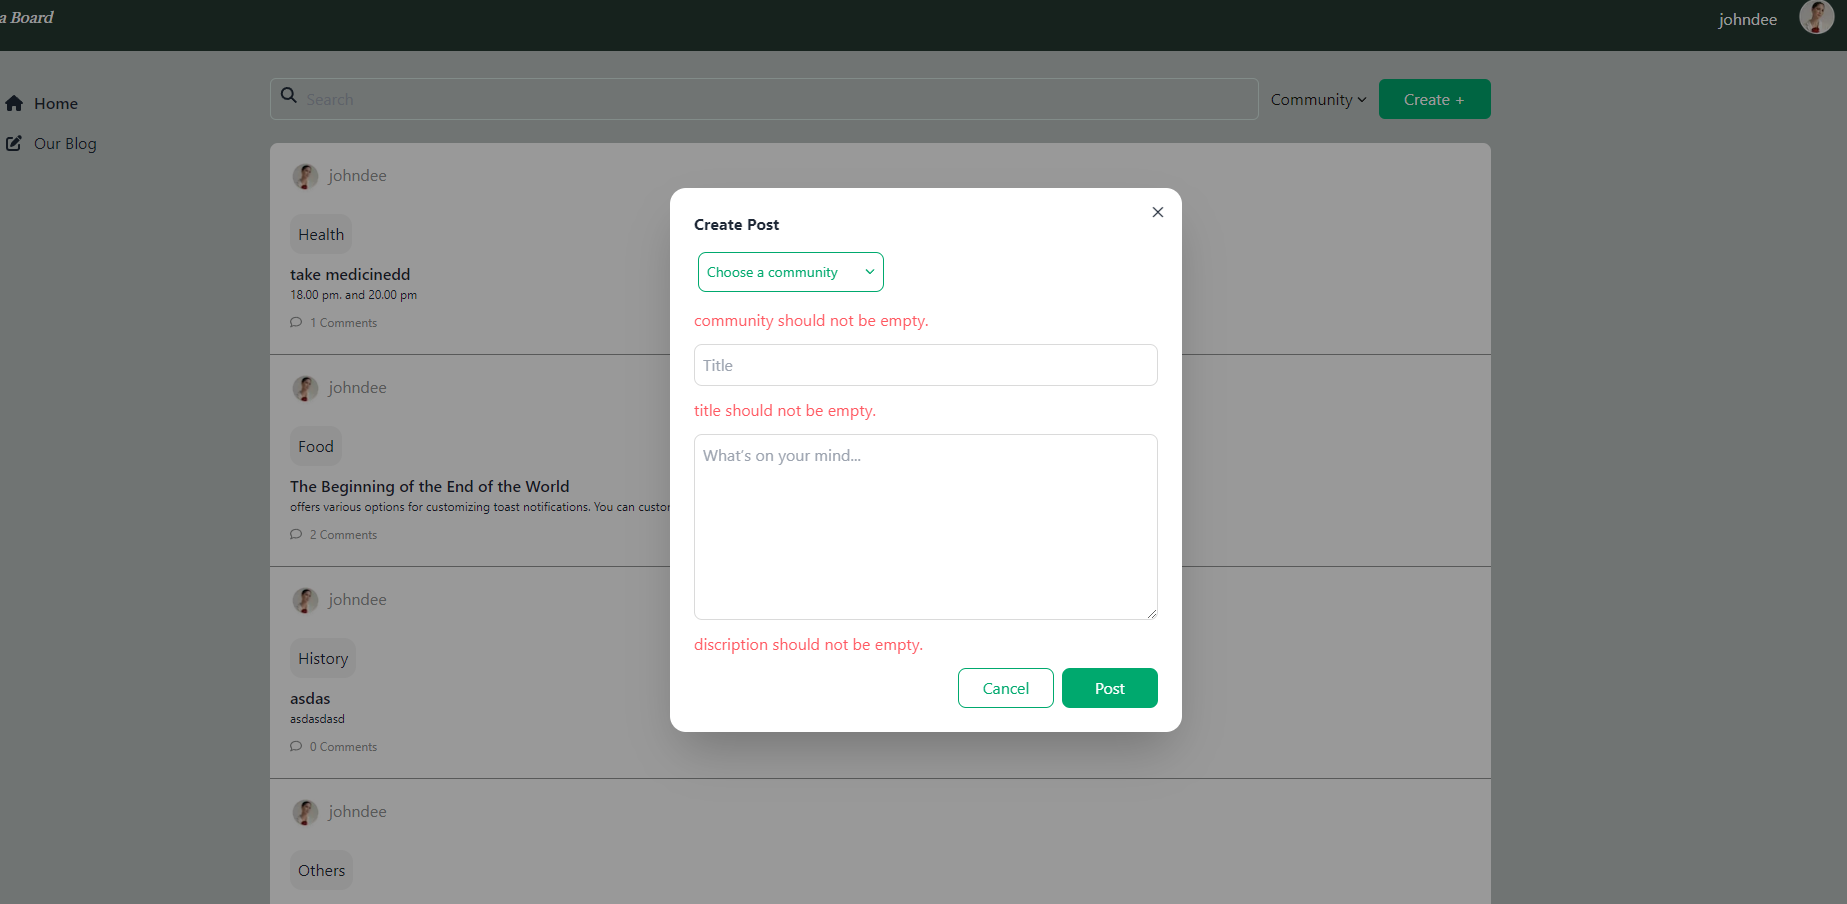 a Board
johndee
Home
Our Blog
Search
Community
Create +
johndee
Health
take medicinedd
18.00 pm. and 20.00 pm
1 Comments
johndee
Food
The Beginning of the End of the World
offers various options for customizing toast notifications. You can custor
2 Comments
johndee
History
asdas
asdasdasd
0 Comments
johndee
Others
Create Post
Choose a community
community should not be empty.
Title
title should not be empty.
What's on your mind...
discription should not be empty.
Cancel
Post